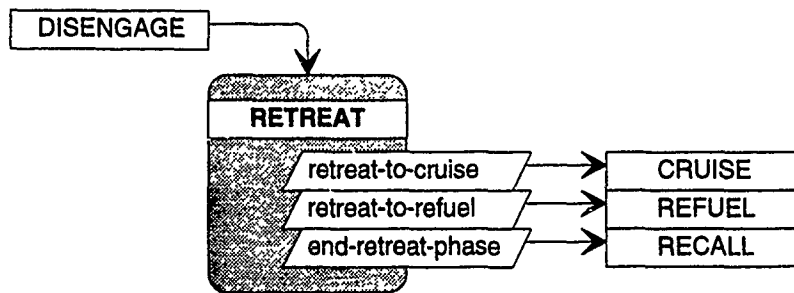 DISENGAGE
RETREAT
retreat-to-cruise CRUISE
retreat-to-refuel REFUEL
end-retreat-phase RECALL